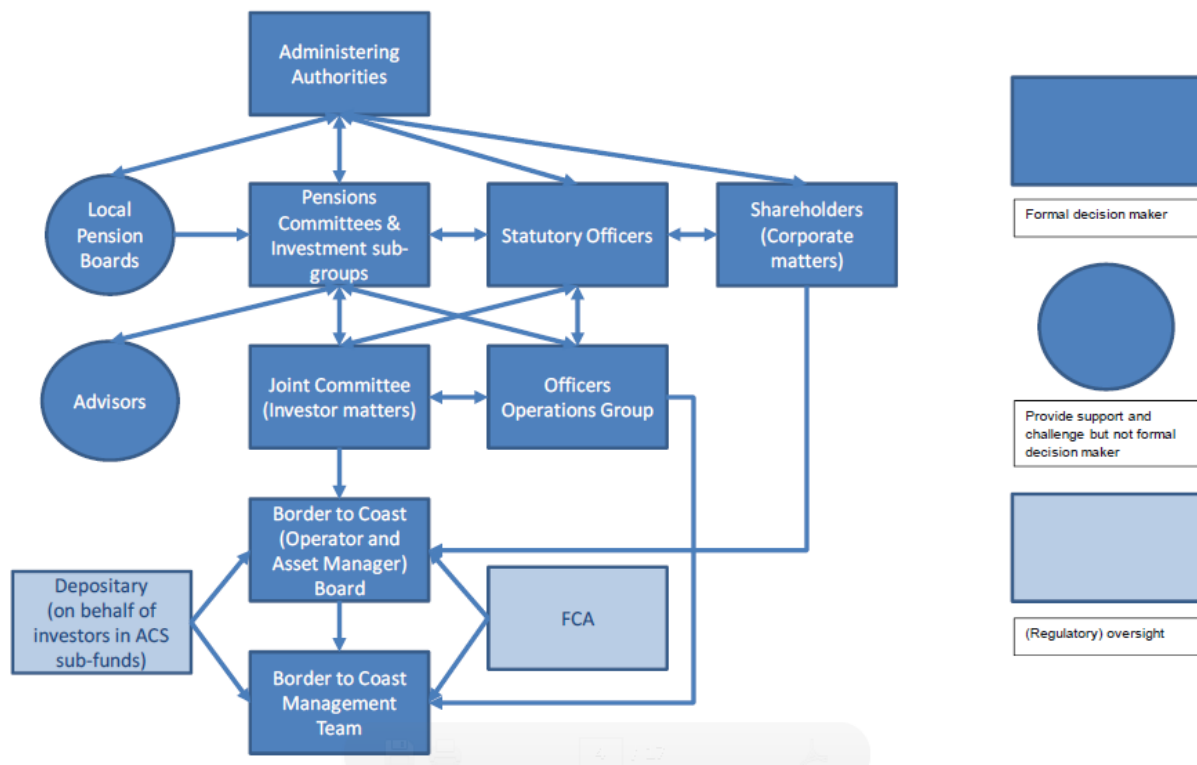 Administering
Authorities
Local
Pension
Boards
Pensions
Committees &
Investment sub-
groups
Statutory Officers
Shareholders
(Corporate
matters)
Formal decision maker
Advisors
Joint Committee
(Investor matters)
Officers
Operations Group
Provide support and
challenge but not formal
decision maker
Border to Coast
(Operator and
Asset Manager)
Board
Depositary
(on behalf of
investors in ACS
sub-funds)
FCA
(Regulatory) oversight
Border to Coast
Management
Team